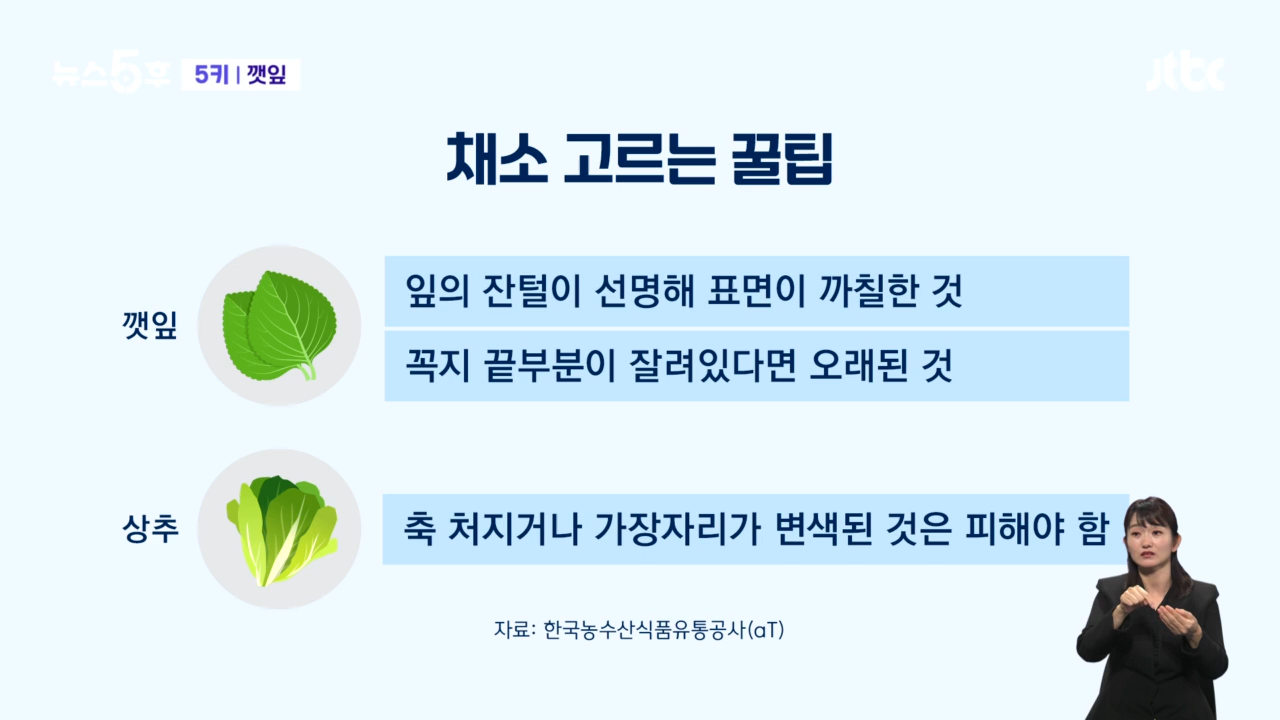 뉴스5후 5키 | 깻잎
jtbc
채소 고르는 꿀팁
깻잎
잎의 잔털이 선명해 표면이 까칠한 것
꼭지 끝부분이 잘려있다면 오래된 것
상추
축 처지거나 가장자리가 변색된 것은 피해야 함
자료: 한국농수산식품유통공사(aT)